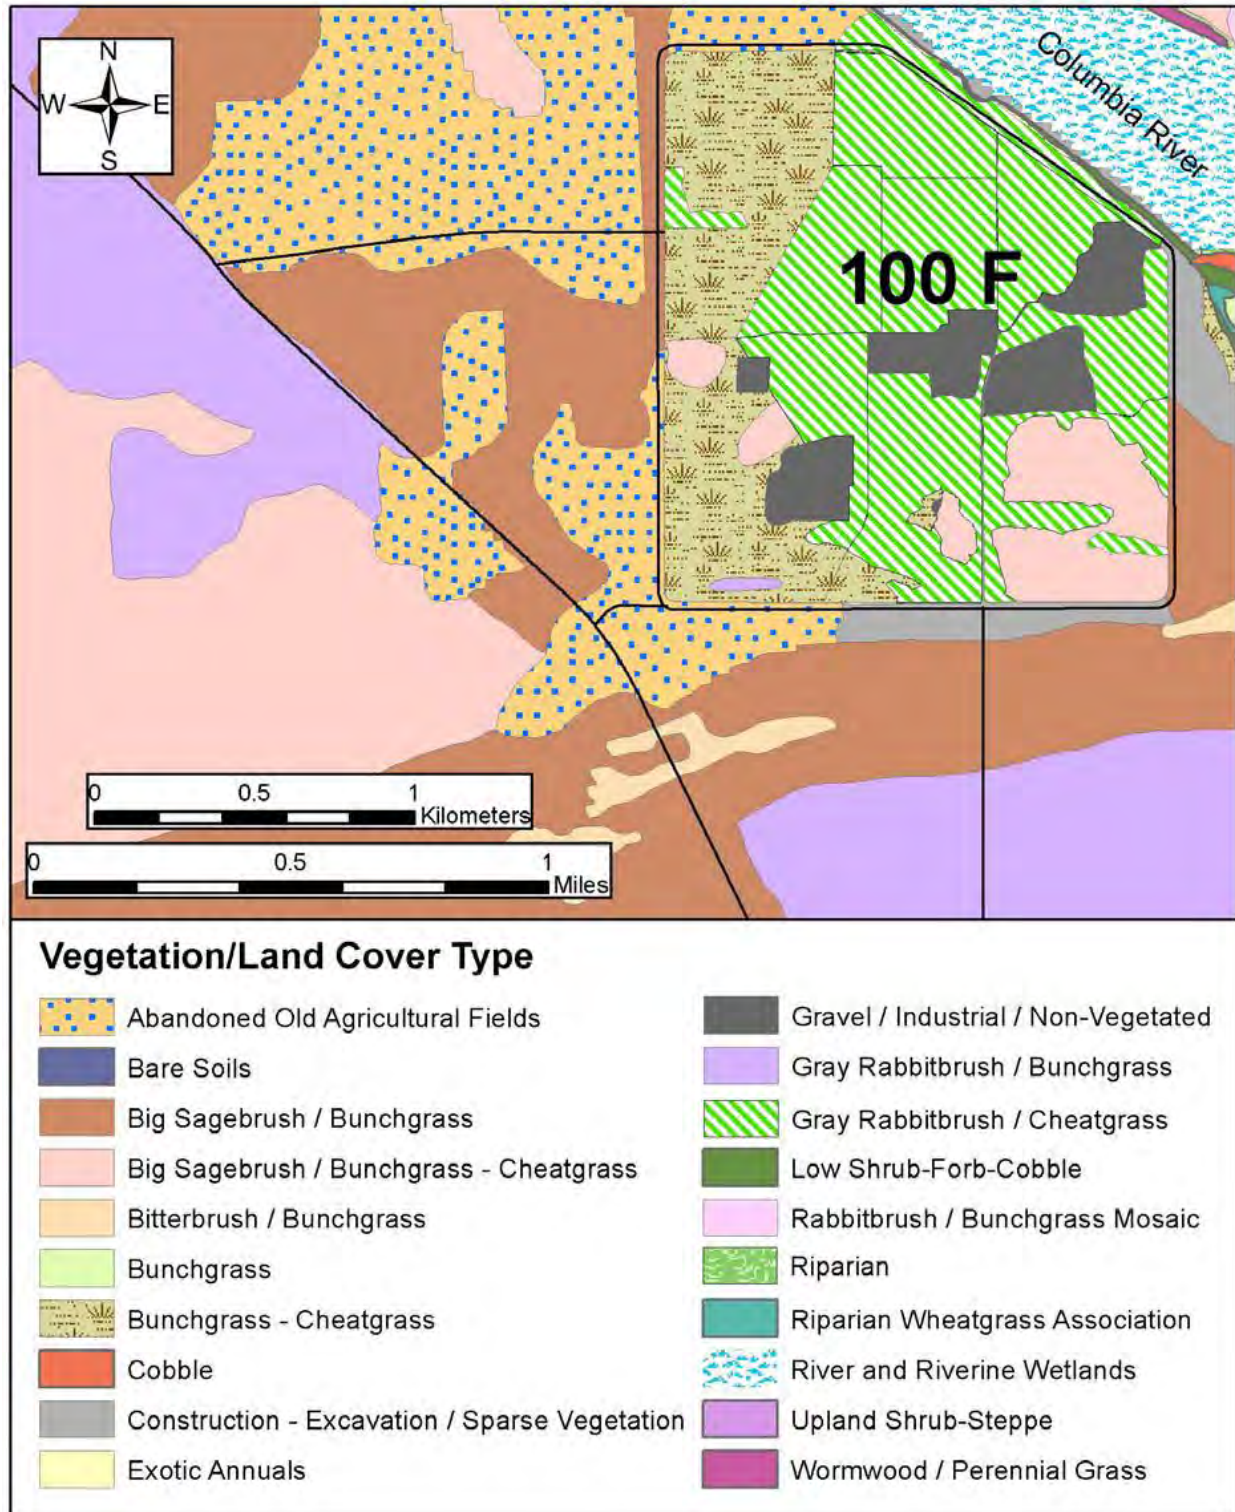 N
W E
S
Columbia River
100 F
0 0.5 1
Kilometers
0 0.5 1
Miles
Vegetation/Land Cover Type
Abandoned Old Agricultural Fields
Bare Soils
Big Sagebrush / Bunchgrass
Big Sagebrush / Bunchgrass - Cheatgrass
Bitterbrush / Bunchgrass
Bunchgrass
Bunchgrass - Cheatgrass
Cobble
Construction - Excavation / Sparse Vegetation
Exotic Annuals
Gravel / Industrial / Non-Vegetated
Gray Rabbitbrush / Bunchgrass
Gray Rabbitbrush / Cheatgrass
Low Shrub-Forb-Cobble
Rabbitbrush / Bunchgrass Mosaic
Riparian
Riparian Wheatgrass Association
River and Riverine Wetlands
Upland Shrub-Steppe
Wormwood / Perennial Grass